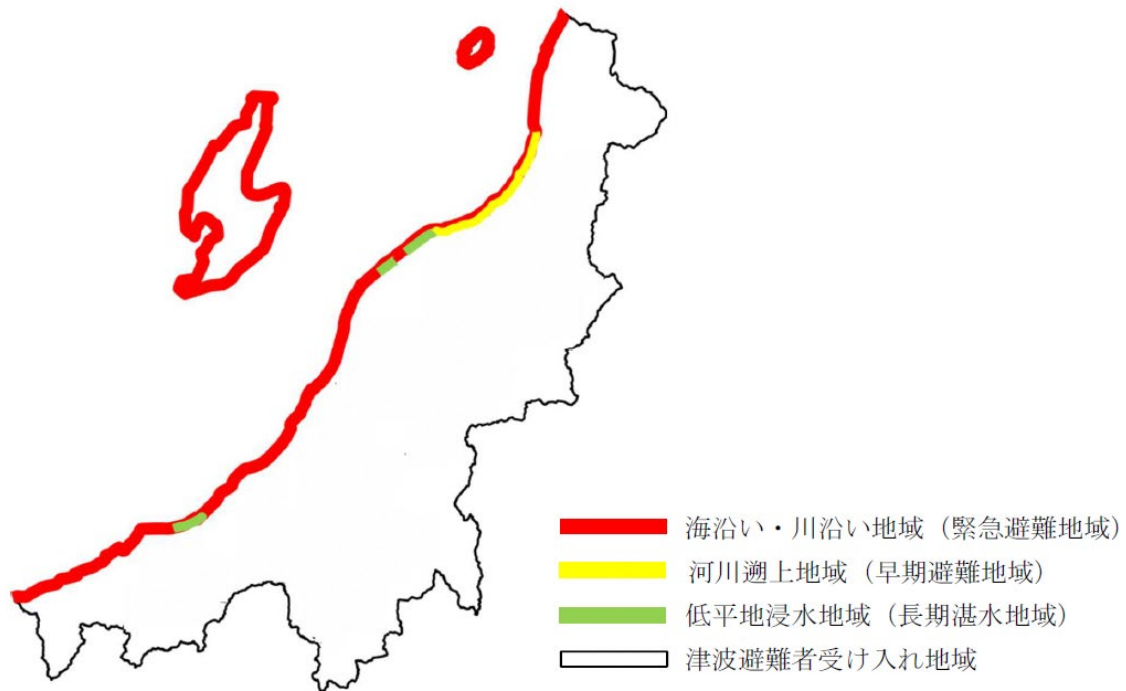 海沿い・川沿い地域（緊急避難地域）
河川遡上地域（早期避難地域）
低平地浸水地域（長期湛水地域）
津波避難者受け入れ地域